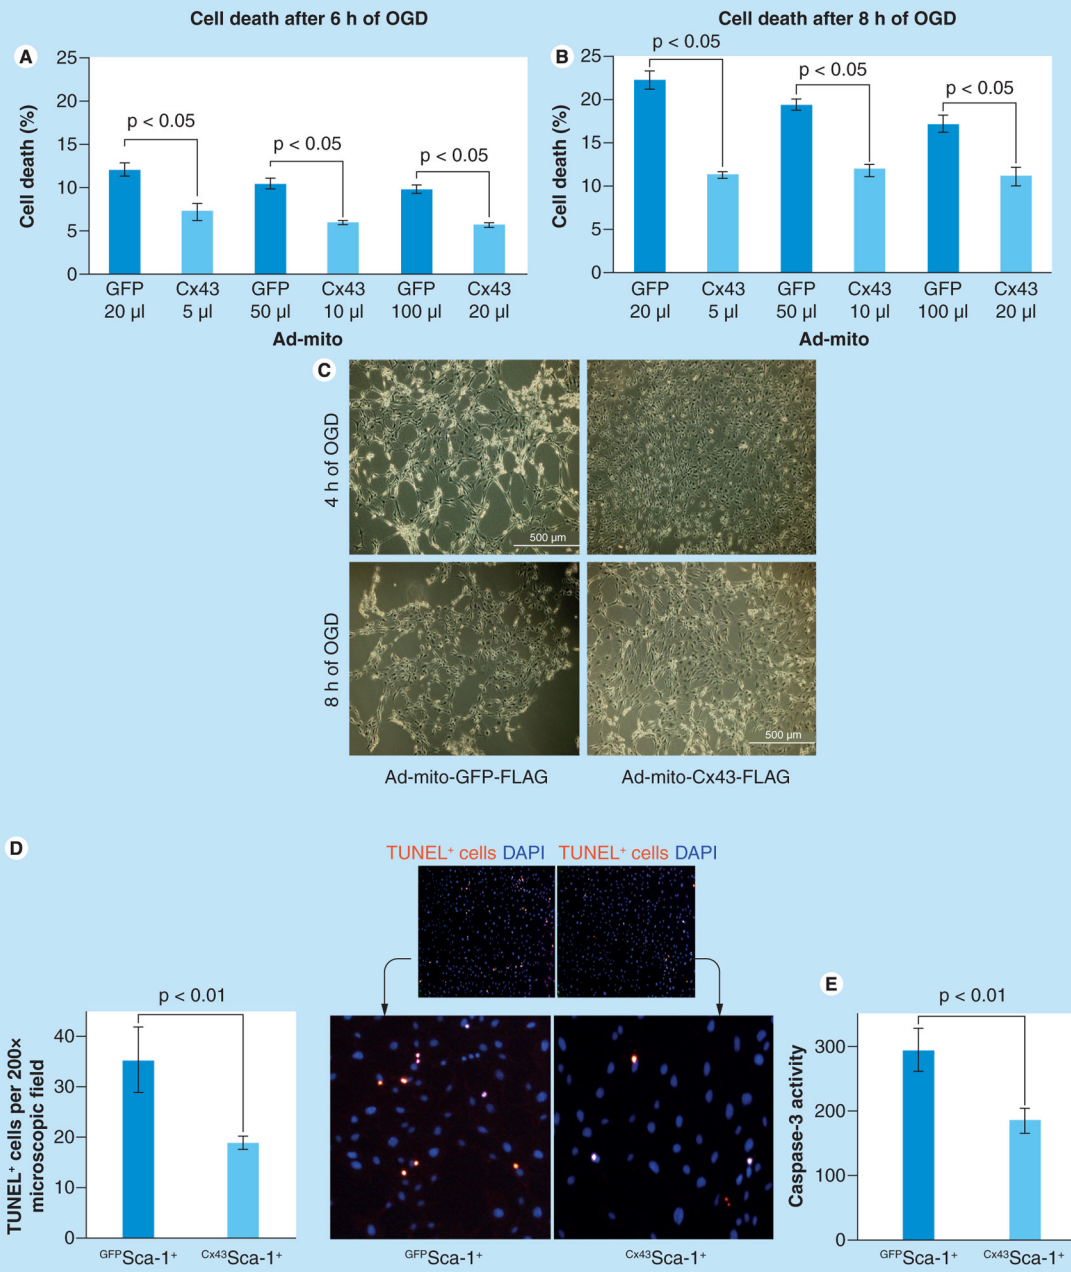 Cell death after 6 h of OGD
A
Cell death (%)
25
20
15
10
5
0
p < 0.05
p < 0.05
p < 0.05
GFP Cx43 GFP Cx43 GFP Cx43
20 µl 5 µl 50 µl 10 µl 100 µl 20 µl
Ad-mito
Cell death after 8 h of OGD
B
Cell death (%)
25
20
15
10
5
0
p < 0.05
p < 0.05
p < 0.05
GFP Cx43 GFP Cx43 GFP Cx43
20 µl 5 µl 50 µl 10 µl 100 µl 20 µl
Ad-mito
C
4 h of OGD
500 µm
8 h of OGD
500 µm
Ad-mito-GFP-FLAG Ad-mito-Cx43-FLAG
D
TUNEL⁺ cells per 200×
microscopic field
40
30
20
10
0
p < 0.01
GFPSca-1⁺ Cx43Sca-1⁺
TUNEL⁺ cells DAPI TUNEL⁺ cells DAPI
GFPSca-1⁺ Cx43Sca-1⁺
E
Caspase-3 activity
300
200
100
0
p < 0.01
GFPSca-1⁺ Cx43Sca-1⁺